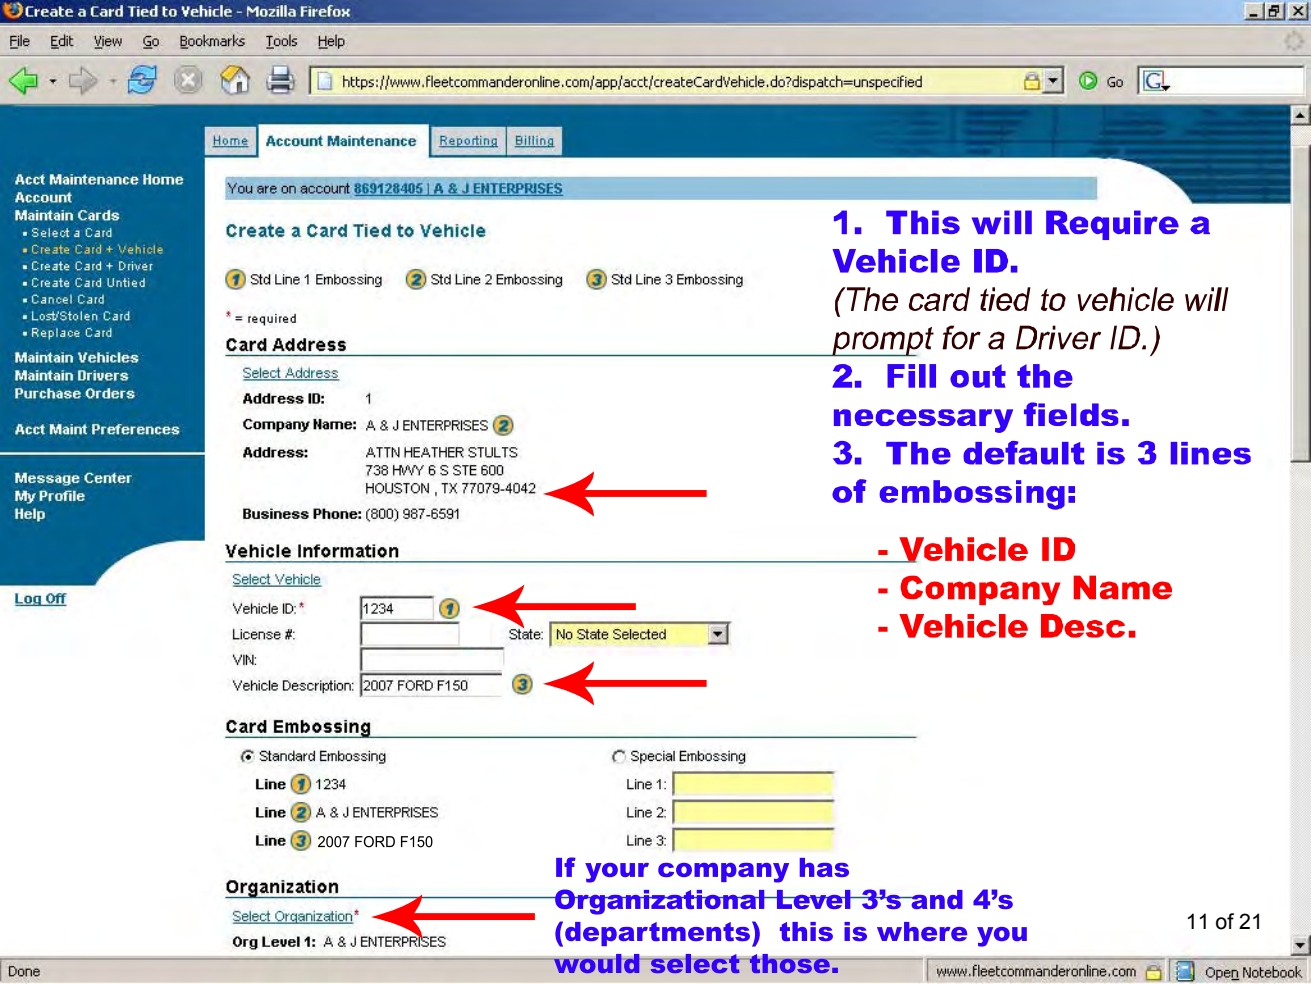 Create a Card Tied to Vehicle - Mozilla Firefox
File Edit View Go Bookmarks Tools Help
https://www.fleetcommanderonline.com/app/acct/createCardVehicle.do?dispatch=unspecified
Go
G
Home Account Maintenance Reporting Billing
Acct Maintenance Home
Account
Maintain Cards
Select a Card
Create Card + Vehicle
Create Card + Driver
Create Card Untied
Cancel Card
Lost/Stolen Card
Replace Card
Maintain Vehicles
Maintain Drivers
Purchase Orders
Acct Maint Preferences
Message Center
My Profile
Help
Log Off
You are on account 869128405 | A & J ENTERPRISES
Create a Card Tied to Vehicle
1 Std Line 1 Embossing 2 Std Line 2 Embossing 3 Std Line 3 Embossing
* = required
Card Address
Select Address
Address ID: 1
Company Name: A & J ENTERPRISES 2
Address: ATTN HEATHER STULTS
738 HWY 6 S STE 600
HOUSTON , TX 77079-4042
Business Phone: (800) 987-6591
Vehicle Information
Select Vehicle
Vehicle ID:* 1234 1
License #: State: No State Selected
VIN:
Vehicle Description: 2007 FORD F150 3
Card Embossing
Standard Embossing Special Embossing
Line 1 1234 Line 1:
Line 2 A & J ENTERPRISES Line 2:
Line 3 2007 FORD F150 Line 3:
Organization
Select Organization*
Org Level 1: A & J ENTERPRISES
1. This will Require a
Vehicle ID.
(The card tied to vehicle will
prompt for a Driver ID.)
2. Fill out the
necessary fields.
3. The default is 3 lines
of embossing:
- Vehicle ID
- Company Name
- Vehicle Desc.
If your company has
Organizational Level 3's and 4's
(departments) this is where you
would select those.
11 of 21
Done
www.fleetcommanderonline.com
Open Notebook